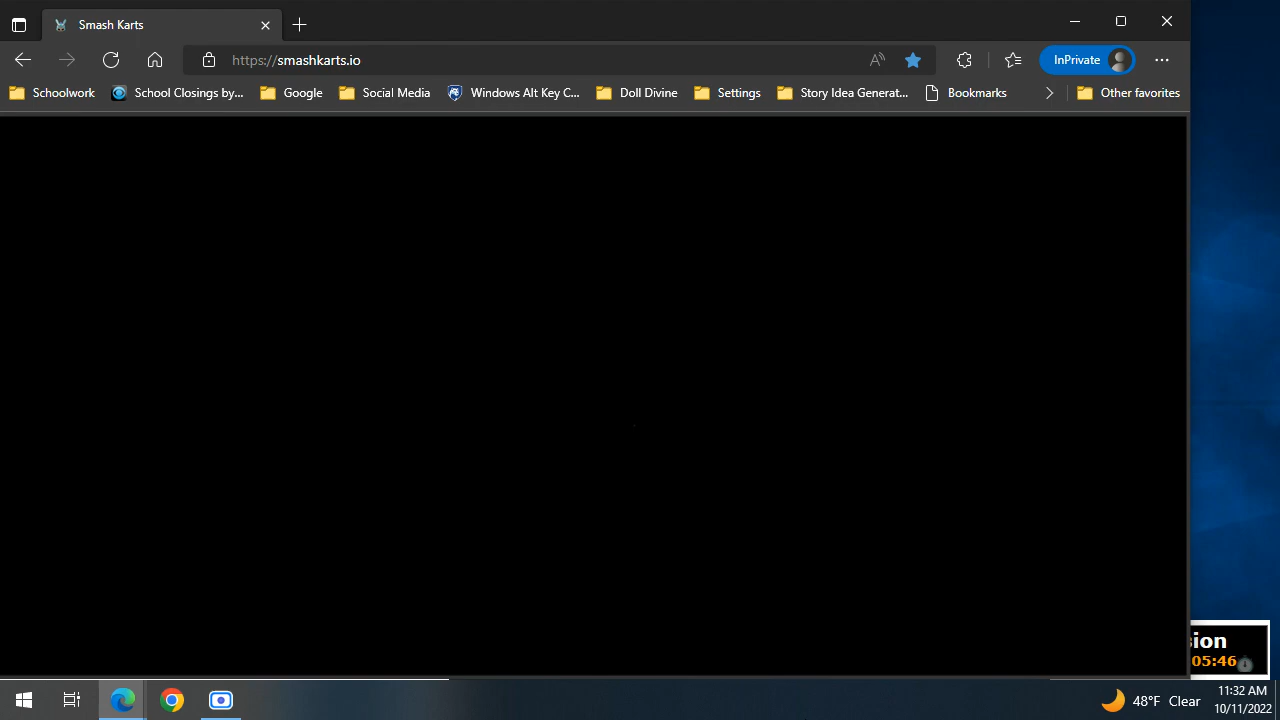 Smash Karts
https://smashkarts.io
InPrivate
Schoolwork
School Closings by...
Google
Social Media
Windows Alt Key C...
Doll Divine
Settings
Story Idea Generat...
Bookmarks
Other favorites
sion
05:46
48°F Clear
11:32 AM
10/11/2022